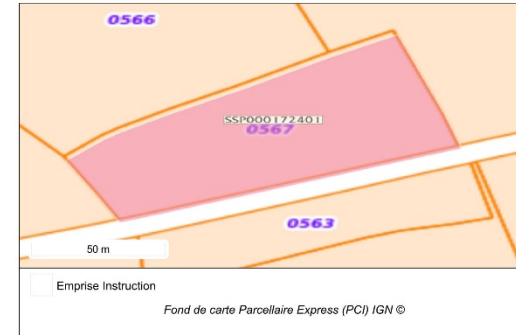 0566
SSP000172401
0567
0563
50 m
Emprise Instruction
Fond de carte Parcellaire Express (PCI) IGN ©